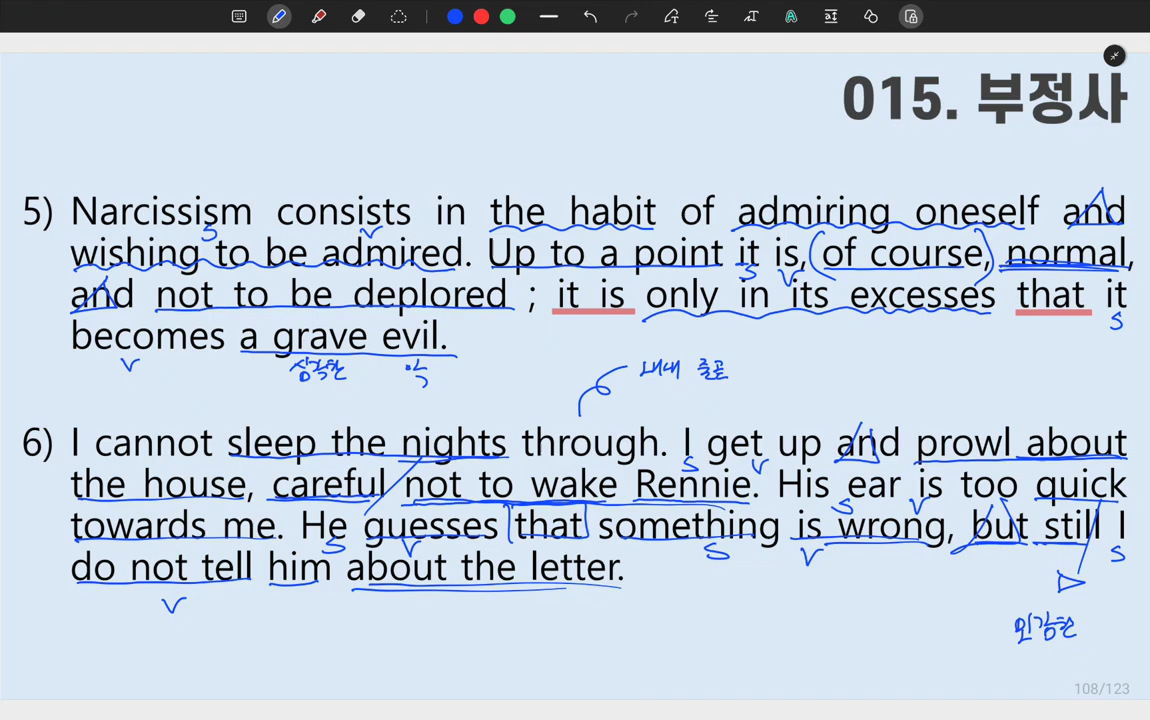 015. 부정사
5) Narcissism consists in the habit of admiring oneself and
S V
wishing to be admired. Up to a point it is, of course, normal,
S V
and not to be deplored ; it is only in its excesses that it
S
becomes a grave evil.
V 심각한 악
내내 줄곧
6) I cannot sleep the nights through. I get up and prowl about
S V
the house, careful not to wake Rennie. His ear is too quick
S V
towards me. He guesses that something is wrong, but still I
S V S V S
do not tell him about the letter.
V
민감한
108/123